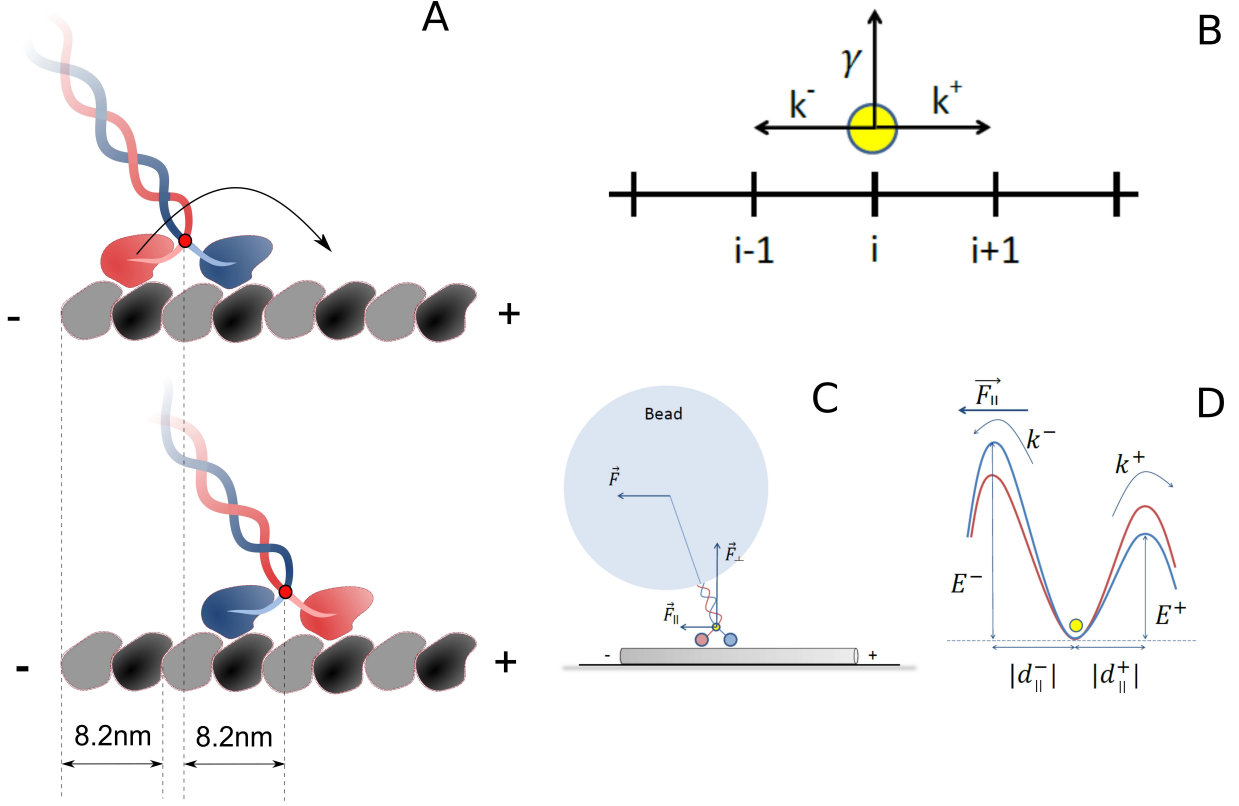 A
- +
- +
8.2nm 8.2nm
B
γ
k⁻ k⁺
i-1 i i+1
C
Bead
F⃗
F⃗⊥
F⃗∥
- +
D
F∥⃗
k⁻
k⁺
E⁻
E⁺
|d∥⁻| |d∥⁺|